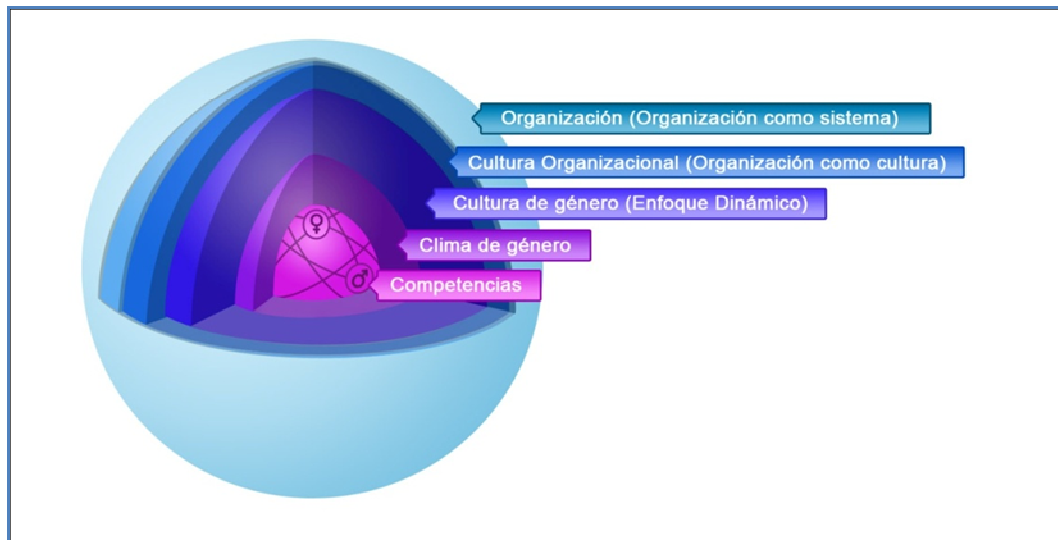 Organización (Organización como sistema)
Cultura Organizacional (Organización como cultura)
Cultura de género (Enfoque Dinámico)
Clima de género
Competencias